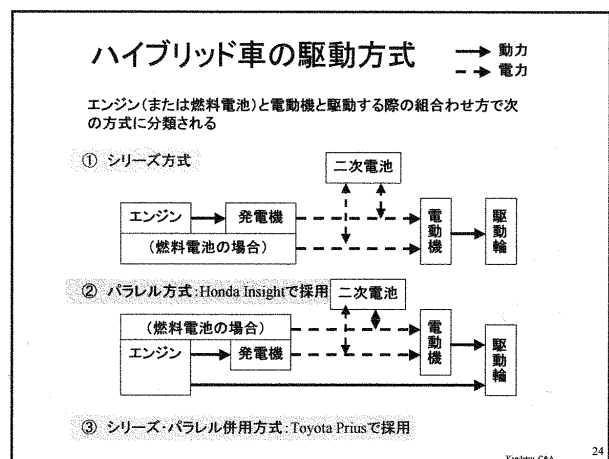 ハイブリッド車の駆動方式
動力
電力
エンジン(または燃料電池)と電動機と駆動する際の組合わせ方で次
の方式に分類される
① シリーズ方式
二次電池
エンジン
発電機
(燃料電池の場合)
電動機
駆動輪
② パラレル方式:Honda Insightで採用
二次電池
(燃料電池の場合)
エンジン
発電機
電動機
駆動輪
③ シリーズ・パラレル併用方式:Toyota Priusで採用
24